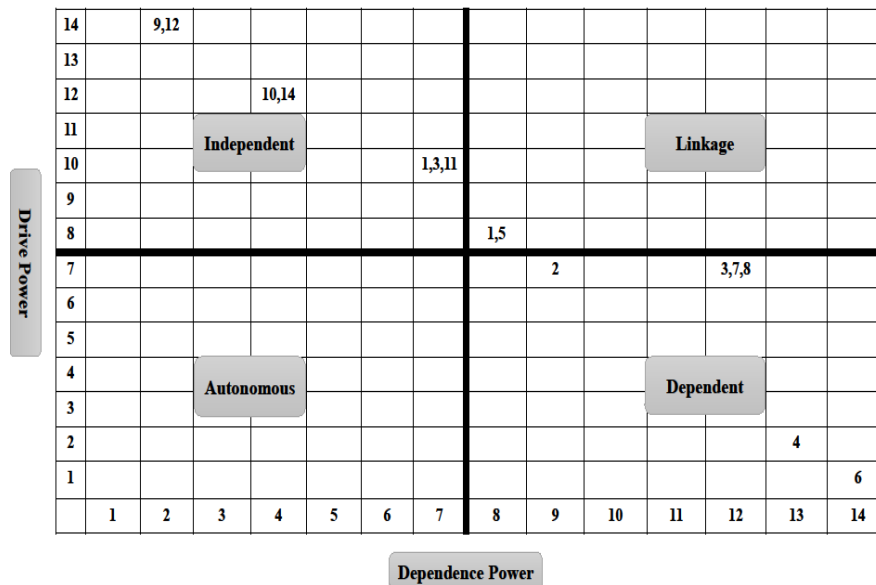 14 9,12
13
12 10,14
11
Independent Linkage
10 1,3,11
9
8 1,5
7 2 3,7,8
6
5
4
Autonomous Dependent
3
2 4
1 6
1 2 3 4 5 6 7 8 9 10 11 12 13 14
Drive Power
Dependence Power